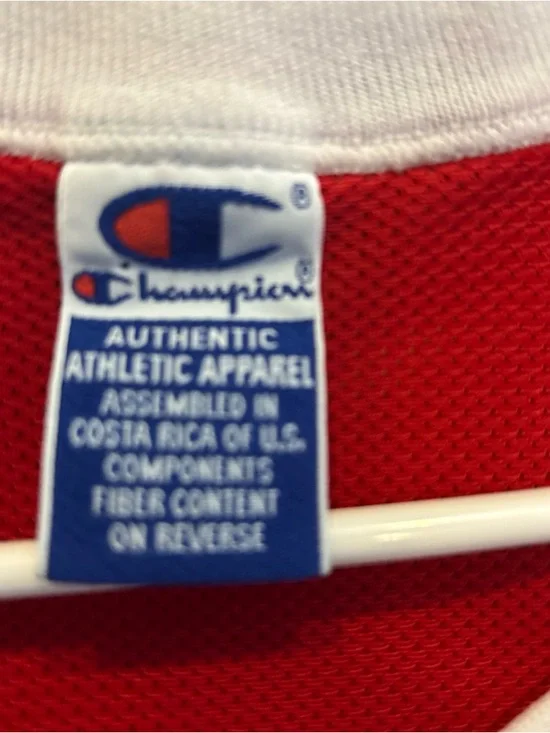 ®
Champion®
AUTHENTIC
ATHLETIC APPAREL
ASSEMBLED IN
COSTA RICA OF U.S.
COMPONENTS
FIBER CONTENT
ON REVERSE